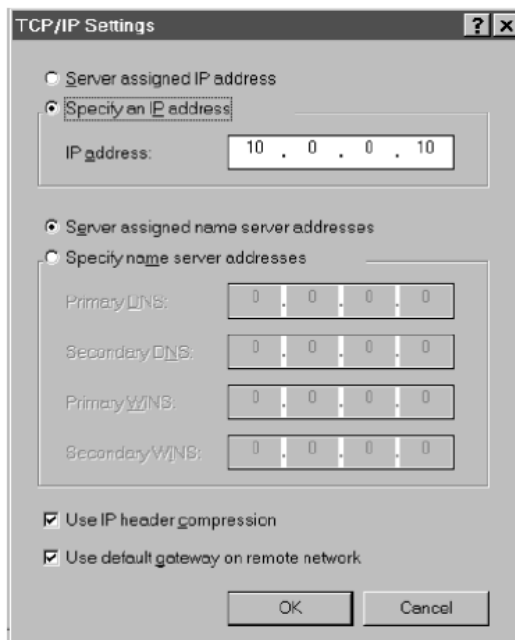 TCP/IP Settings
Server assigned IP address
Specify an IP address
IP address: 10 . 0 . 0 . 10
Server assigned name server addresses
Specify name server addresses
Primary DNS: 0 . 0 . 0 . 0
Secondary DNS: 0 . 0 . 0 . 0
Primary WINS: 0 . 0 . 0 . 0
Secondary WINS: 0 . 0 . 0 . 0
Use IP header compression
Use default gateway on remote network
OK Cancel